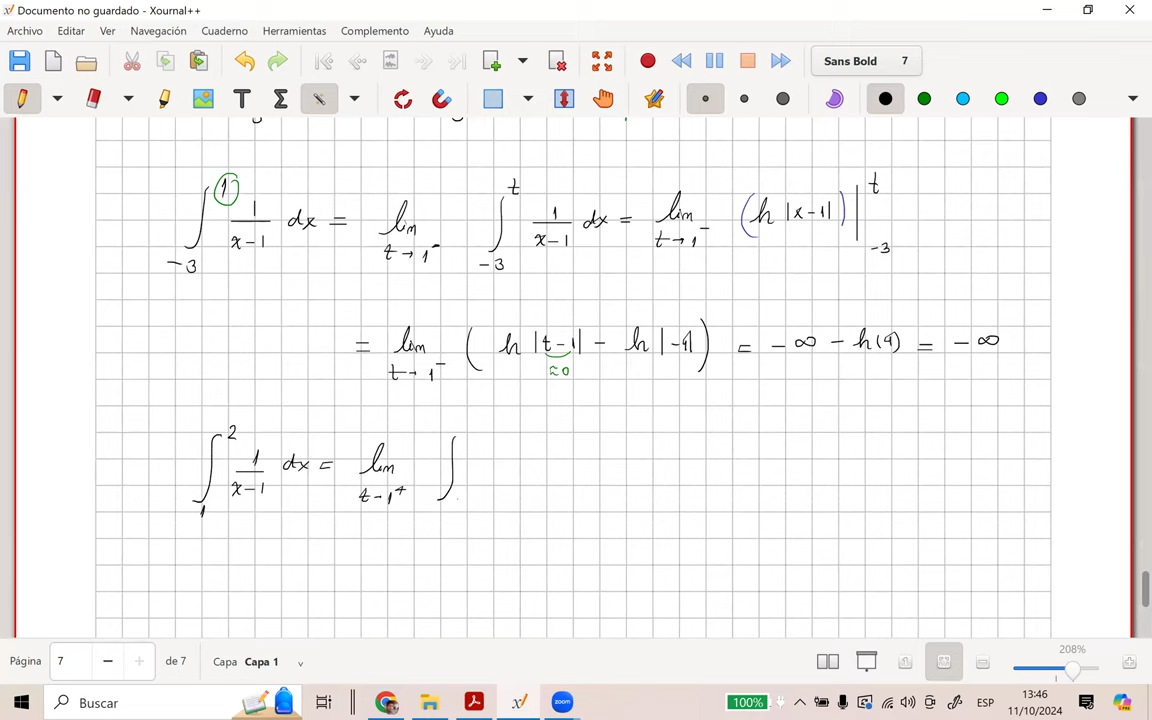 Documento no guardado - Xournal++
Archivo Editar Ver Navegación Cuaderno Herramientas Complemento Ayuda
Sans Bold 7
∫_{-3}^{1} 1/(x-1) dx = lim_{t→1⁻} ∫_{-3}^{t} 1/(x-1) dx = lim_{t→1⁻} (ln |x-1|) |_{-3}^{t}
= lim_{t→1⁻} ( ln |t-1| - ln |-4| ) = -∞ - ln(4) = -∞
≈0
∫_{1}^{2} 1/(x-1) dx = lim_{t→1⁺} ∫
Página 7 de 7 Capa Capa 1 208%
Buscar 100% ESP 13:46
11/10/2024